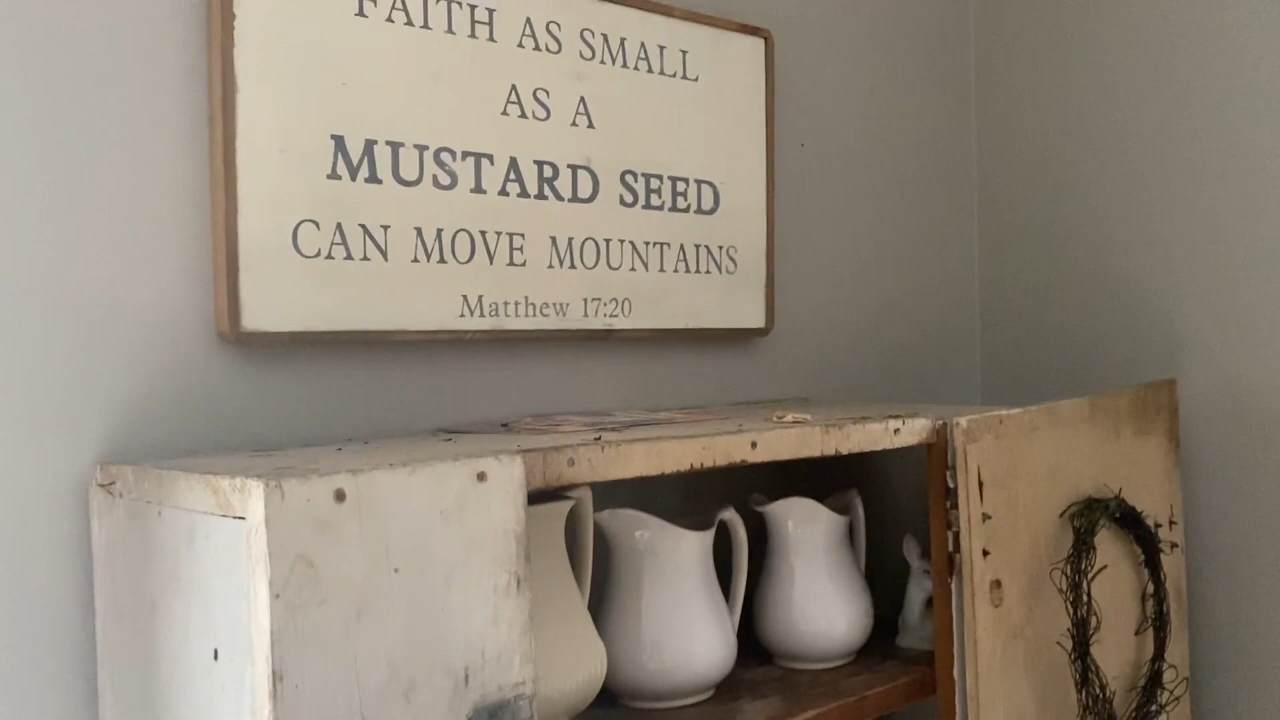 FAITH AS SMALL
AS A
MUSTARD SEED
CAN MOVE MOUNTAINS
Matthew 17:20